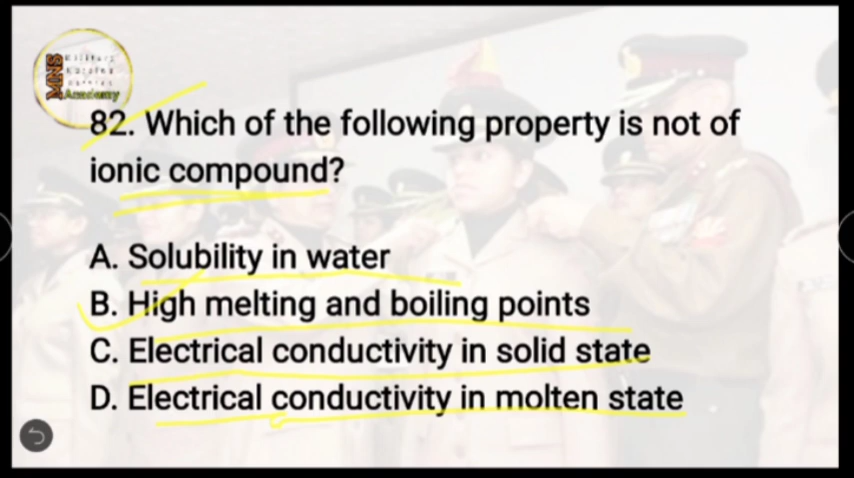 MNS
Academy
82. Which of the following property is not of
ionic compound?
A. Solubility in water
B. High melting and boiling points
C. Electrical conductivity in solid state
D. Electrical conductivity in molten state